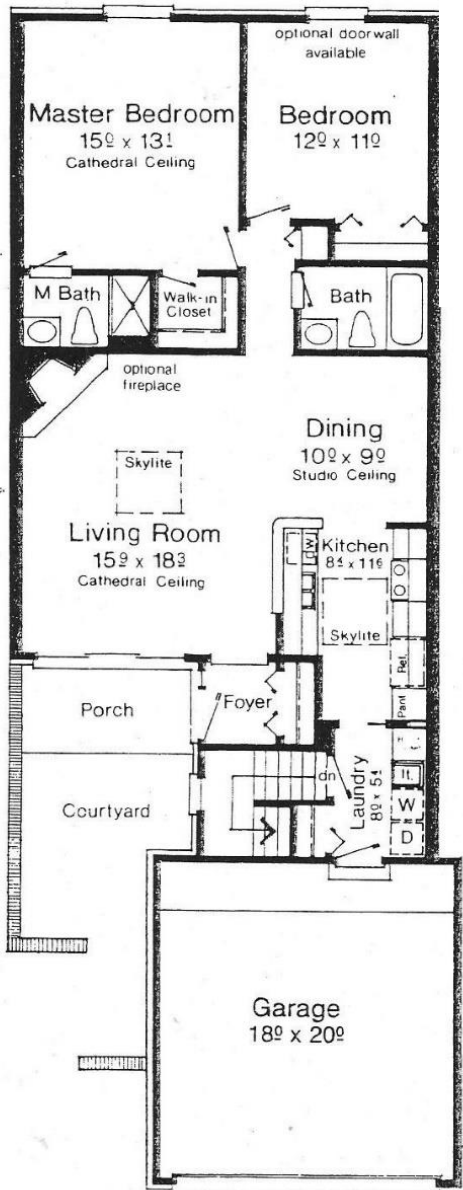 optional doorwall
available
Master Bedroom
15⁰ x 13¹
Cathedral Ceiling
Bedroom
12⁰ x 11⁰
M Bath
Walk-in
Closet
Bath
optional
fireplace
Dining
10⁰ x 9⁰
Studio Ceiling
Skylite
Living Room
15⁹ x 18³
Cathedral Ceiling
W
Kitchen
8⁴ x 11⁶
Skylite
Ref.
Pant
Porch
Foyer
dn
Laundry
8⁰ x 5⁴
lt.
W
D
Courtyard
Garage
18⁰ x 20⁰